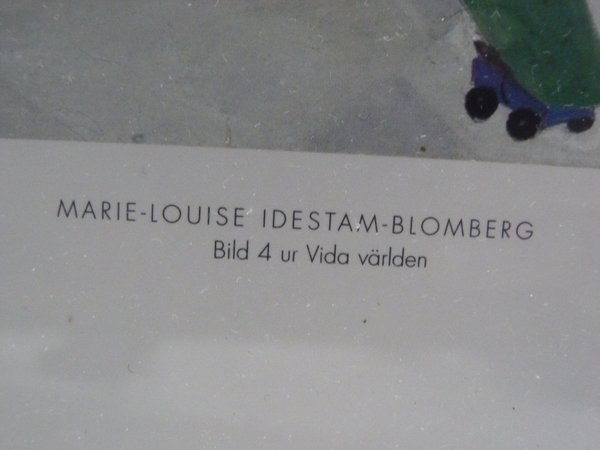 MARIE-LOUISE IDESTAM-BLOMBERG
Bild 4 ur Vida världen